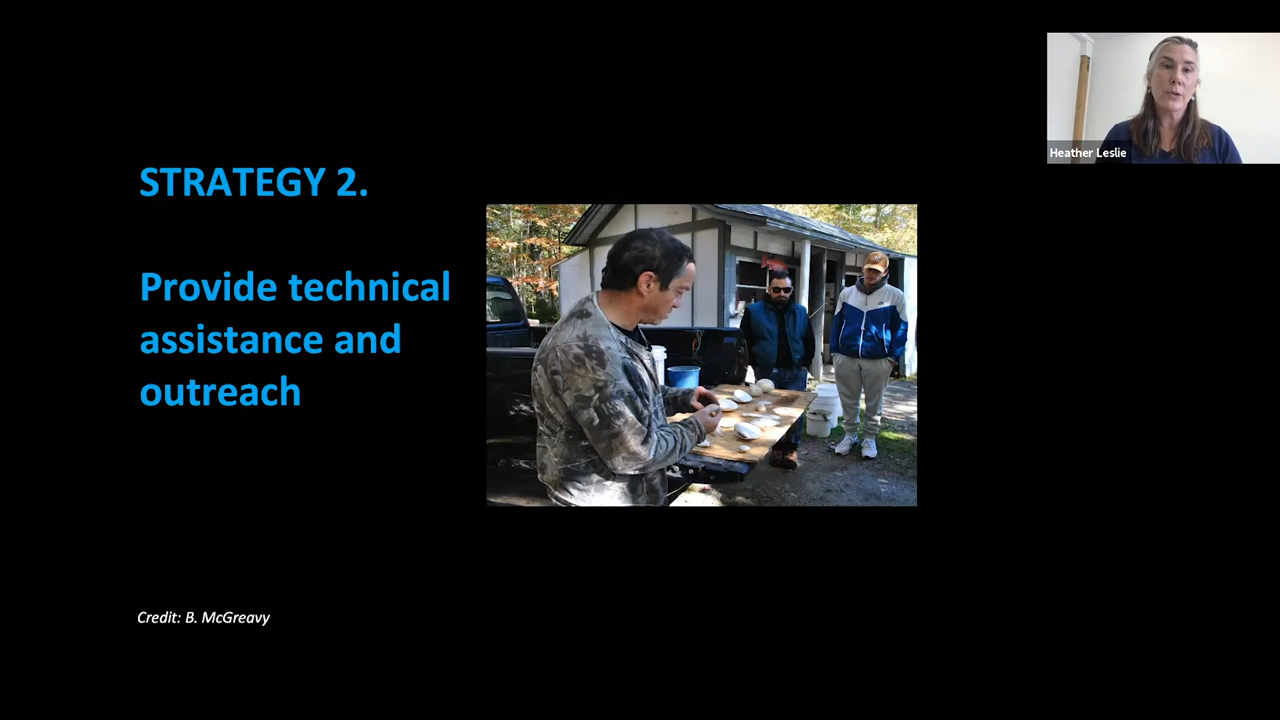 Heather Leslie
STRATEGY 2.
Provide technical
assistance and
outreach
Credit: B. McGreavy